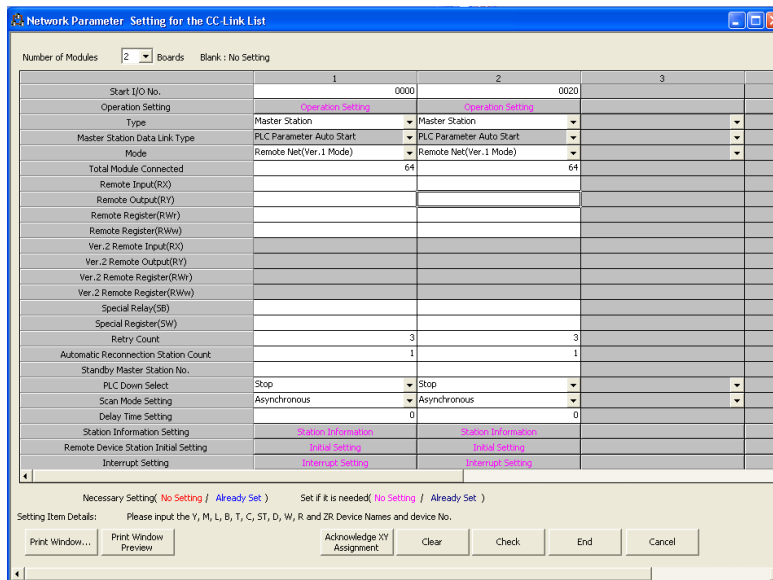 Network Parameter  Setting for the CC-Link List
Number of Modules 2 Boards Blank : No Setting
1 2 3
Start I/O No. 0000 0020
Operation Setting Operation Setting Operation Setting
Type Master Station Master Station
Master Station Data Link Type PLC Parameter Auto Start PLC Parameter Auto Start
Mode Remote Net(Ver.1 Mode) Remote Net(Ver.1 Mode)
Total Module Connected 64 64
Remote Input(RX)
Remote Output(RY)
Remote Register(RWr)
Remote Register(RWw)
Ver.2 Remote Input(RX)
Ver.2 Remote Output(RY)
Ver.2 Remote Register(RWr)
Ver.2 Remote Register(RWw)
Special Relay(SB)
Special Register(SW)
Retry Count 3 3
Automatic Reconnection Station Count 1 1
Standby Master Station No.
PLC Down Select Stop Stop
Scan Mode Setting Asynchronous Asynchronous
Delay Time Setting 0 0
Station Information Setting Station Information Station Information
Remote Device Station Initial Setting Initial Setting Initial Setting
Interrupt Setting Interrupt Setting Interrupt Setting
Necessary Setting( No Setting / Already Set ) Set if it is needed( No Setting / Already Set )
Setting Item Details: Please input the Y, M, L, B, T, C, ST, D, W, R and ZR Device Names and device No.
Print Window... Print Window Preview Acknowledge XY Assignment Clear Check End Cancel